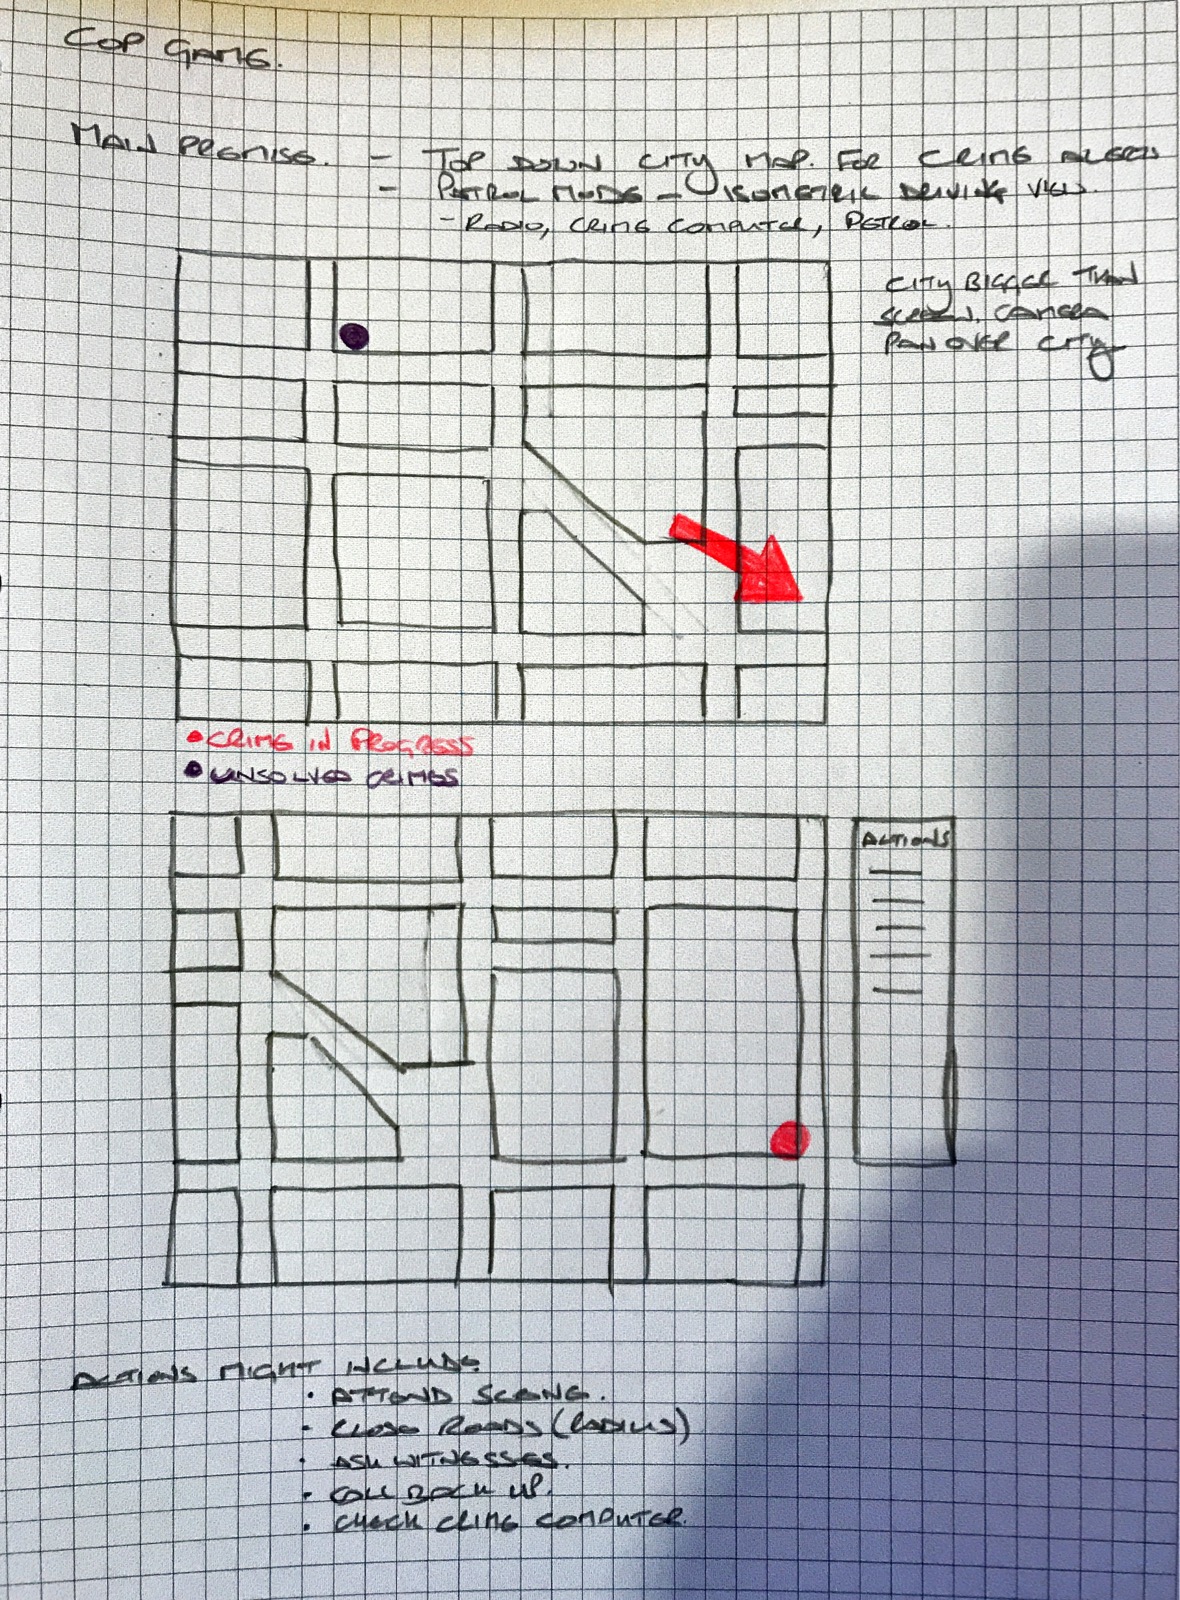 COP GAME.
MAIN PREMISE. - TOP DOWN CITY MAP. FOR CRIME ALERTS
- PATROL MODE - ISOMETRIC DRIVING VIEW.
- RADIO, CRIME COMPUTER, PETROL.
CITY BIGGER THAN
SCREEN. CAMERA
PAN OVER CITY
CRIME IN PROGRESS
UNSOLVED CRIMES
ACTIONS
ACTIONS MIGHT INCLUDE
• ATTEND SCENE.
• CLOSE ROADS (RADIUS)
• ASK WITNESSES.
• CALL BACK UP.
• CHECK CRIME COMPUTER.